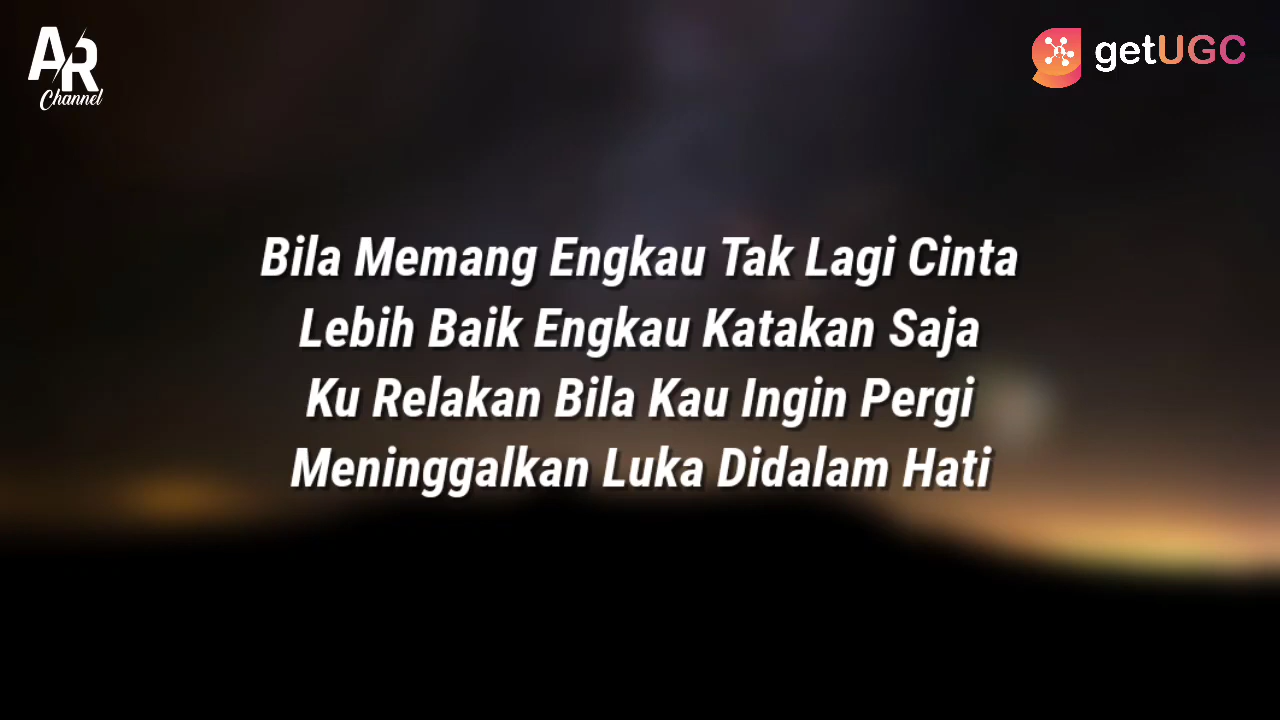 AR
Channel
getUGC
Bila Memang Engkau Tak Lagi Cinta
Lebih Baik Engkau Katakan Saja
Ku Relakan Bila Kau Ingin Pergi
Meninggalkan Luka Didalam Hati